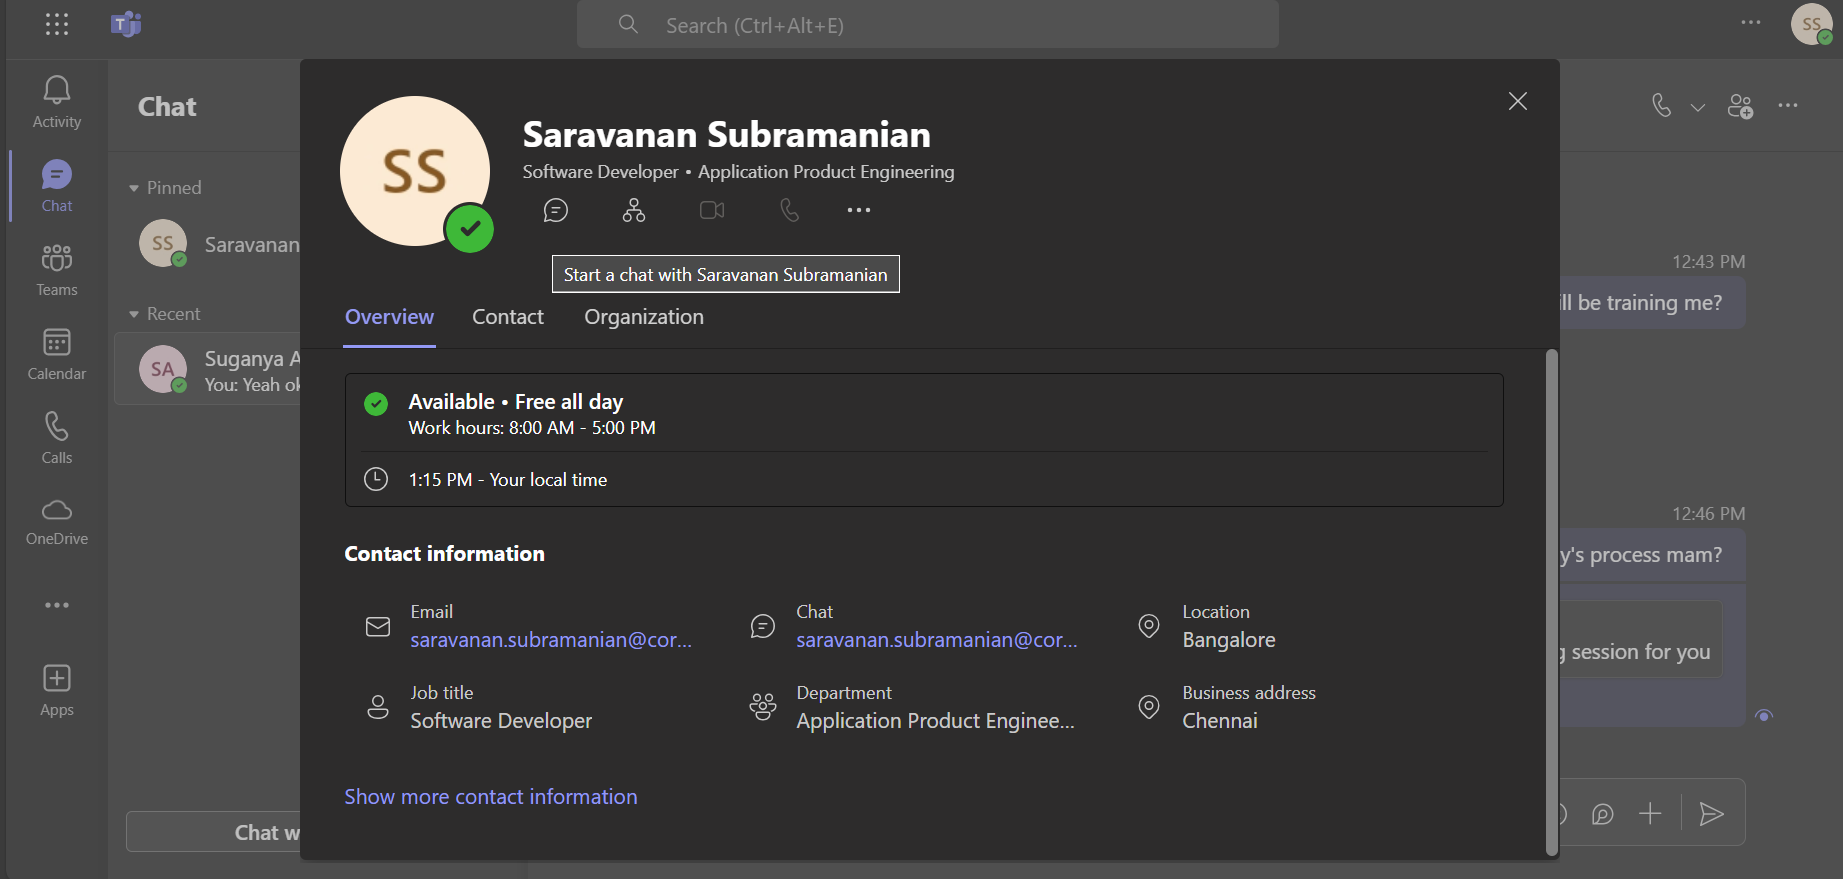 Search (Ctrl+Alt+E)
SS
Activity
Chat
Teams
Calendar
Calls
OneDrive
Apps
Chat
Pinned
SS
Saravanan
Recent
SA
Suganya A
You: Yeah ok
Chat w
SS
Saravanan Subramanian
Software Developer • Application Product Engineering
Start a chat with Saravanan Subramanian
Overview
Contact
Organization
Available • Free all day
Work hours: 8:00 AM - 5:00 PM
1:15 PM - Your local time
Contact information
Email
saravanan.subramanian@cor...
Chat
saravanan.subramanian@cor...
Location
Bangalore
Job title
Software Developer
Department
Application Product Enginee...
Business address
Chennai
Show more contact information
12:43 PM
ll be training me?
12:46 PM
y's process mam?
session for you